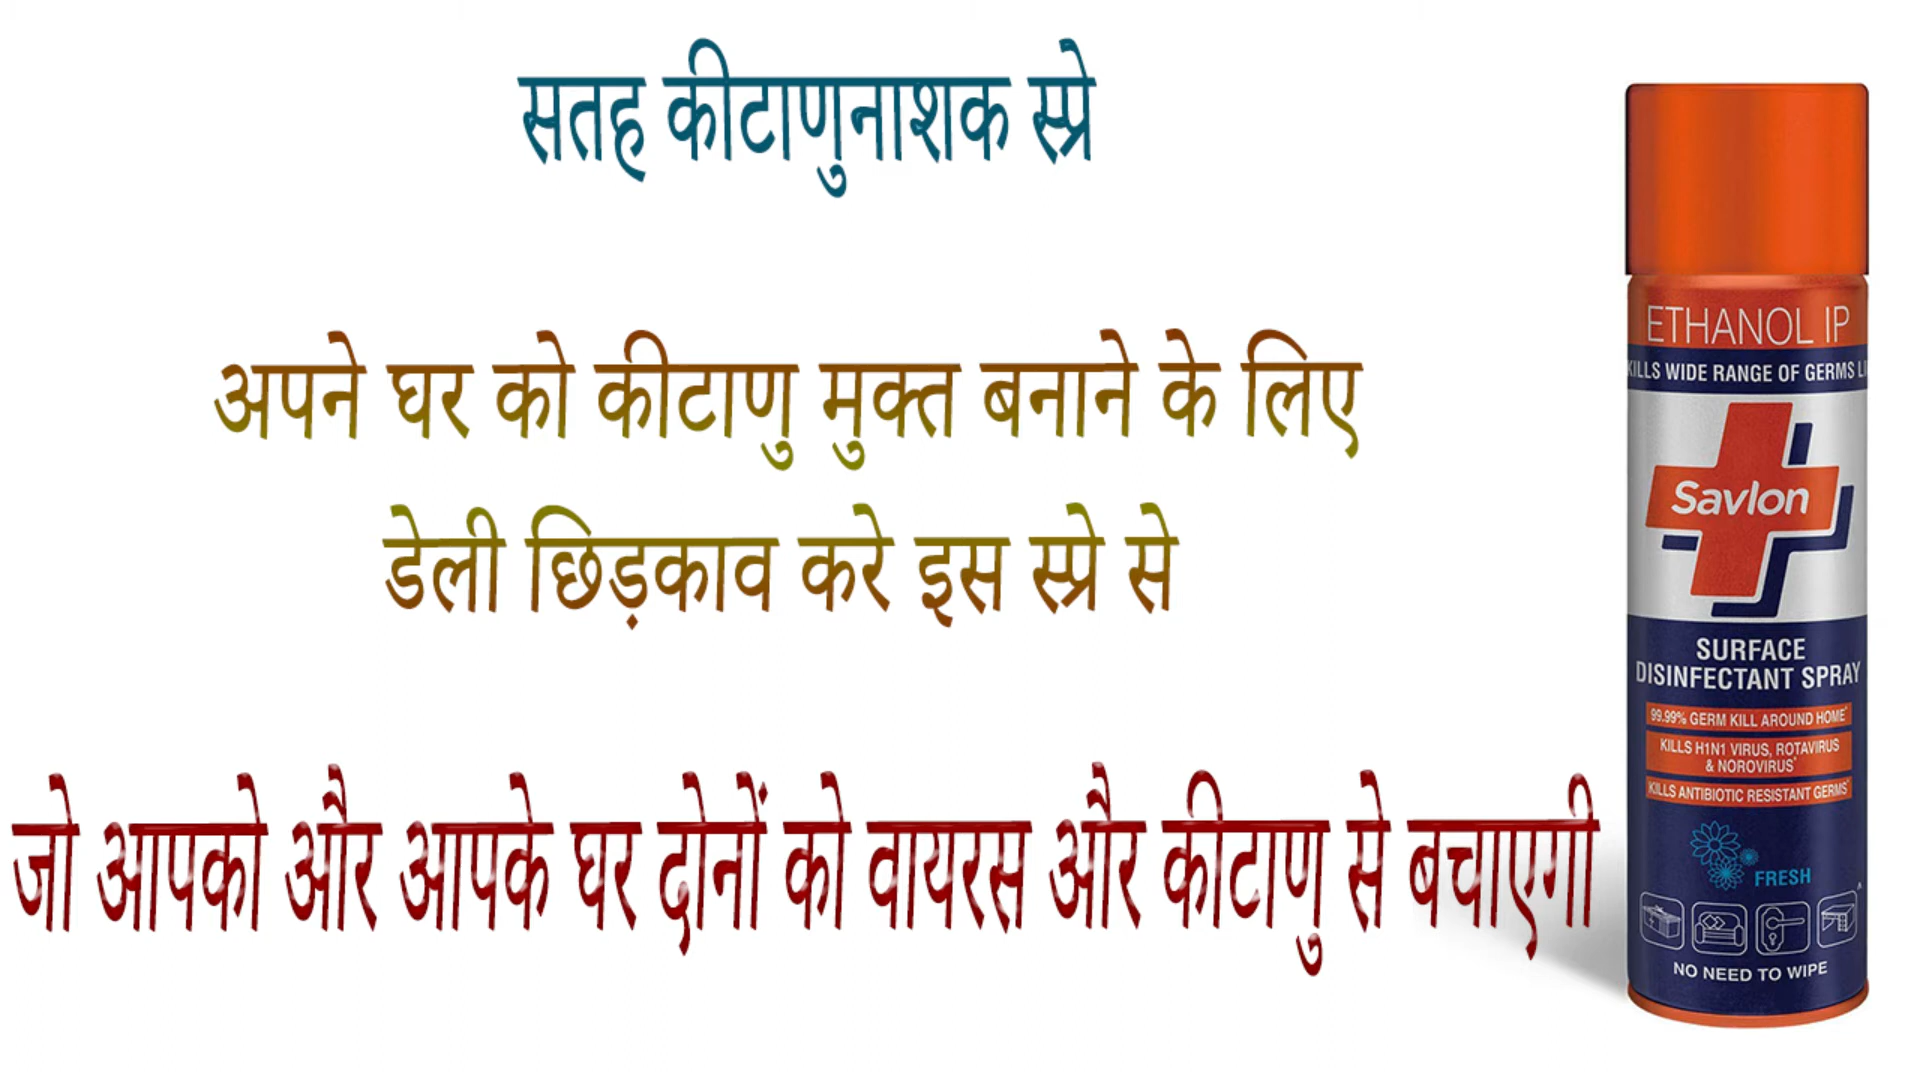 सतह कीटाणुनाशक स्प्रे
अपने घर को कीटाणु मुक्त बनाने के लिए
डेली छिड़काव करे इस स्प्रे से
जो आपको और आपके घर दोनों को वायरस और कीटाणु से बचाएगी
ETHANOL IP
KILLS WIDE RANGE OF GERMS
Savlon
SURFACE
DISINFECTANT SPRAY
99.99% GERM KILL AROUND HOME^
KILLS H1N1 VIRUS, ROTAVIRUS
& NOROVIRUS^
KILLS ANTIBIOTIC RESISTANT GERMS^
FRESH
NO NEED TO WIPE